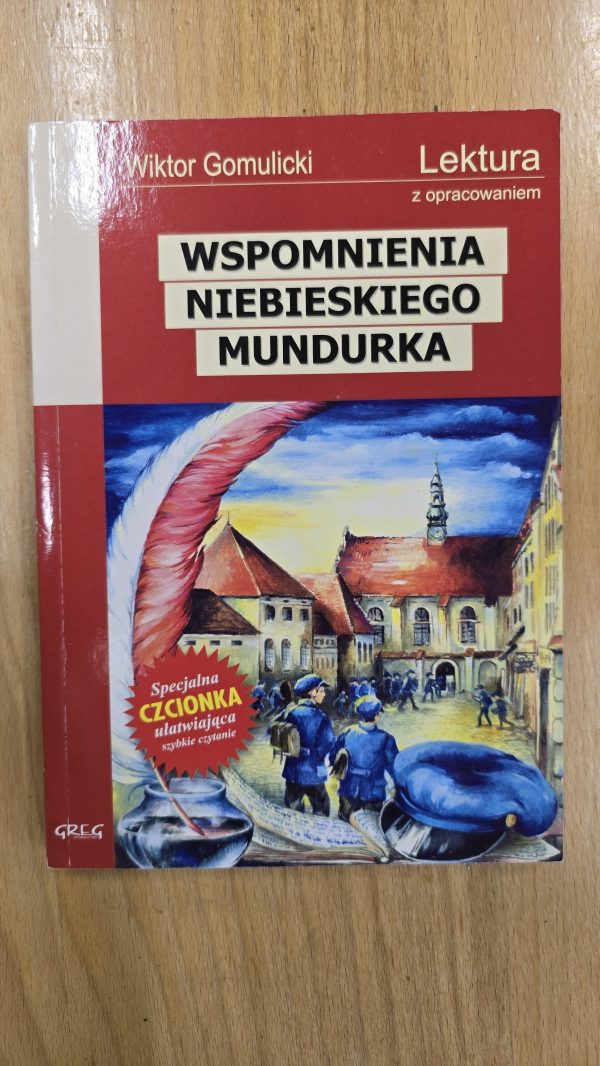 Wiktor Gomulicki
Lektura
z opracowaniem
WSPOMNIENIA
NIEBIESKIEGO
MUNDURKA
Specjalna
CZCIONKA
ułatwiająca
szybkie czytanie
GREG